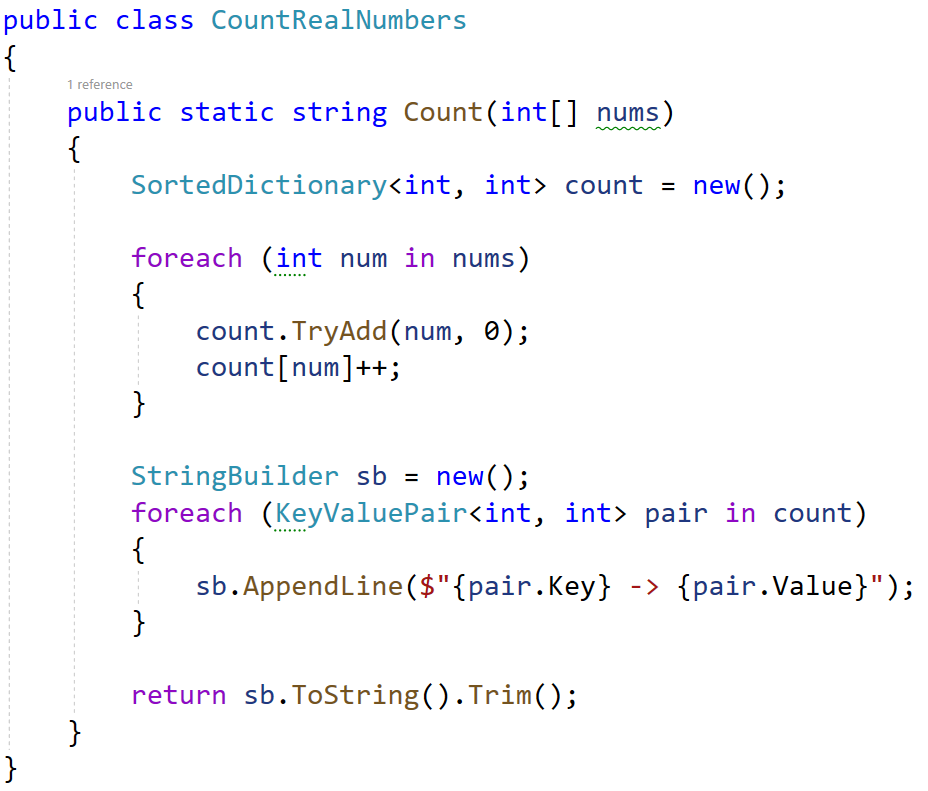 public class CountRealNumbers
{
    1 reference
    public static string Count(int[] nums)
    {
        SortedDictionary<int, int> count = new();

        foreach (int num in nums)
        {
            count.TryAdd(num, 0);
            count[num]++;
        }

        StringBuilder sb = new();
        foreach (KeyValuePair<int, int> pair in count)
        {
            sb.AppendLine($"{pair.Key} -> {pair.Value}");
        }

        return sb.ToString().Trim();
    }
}